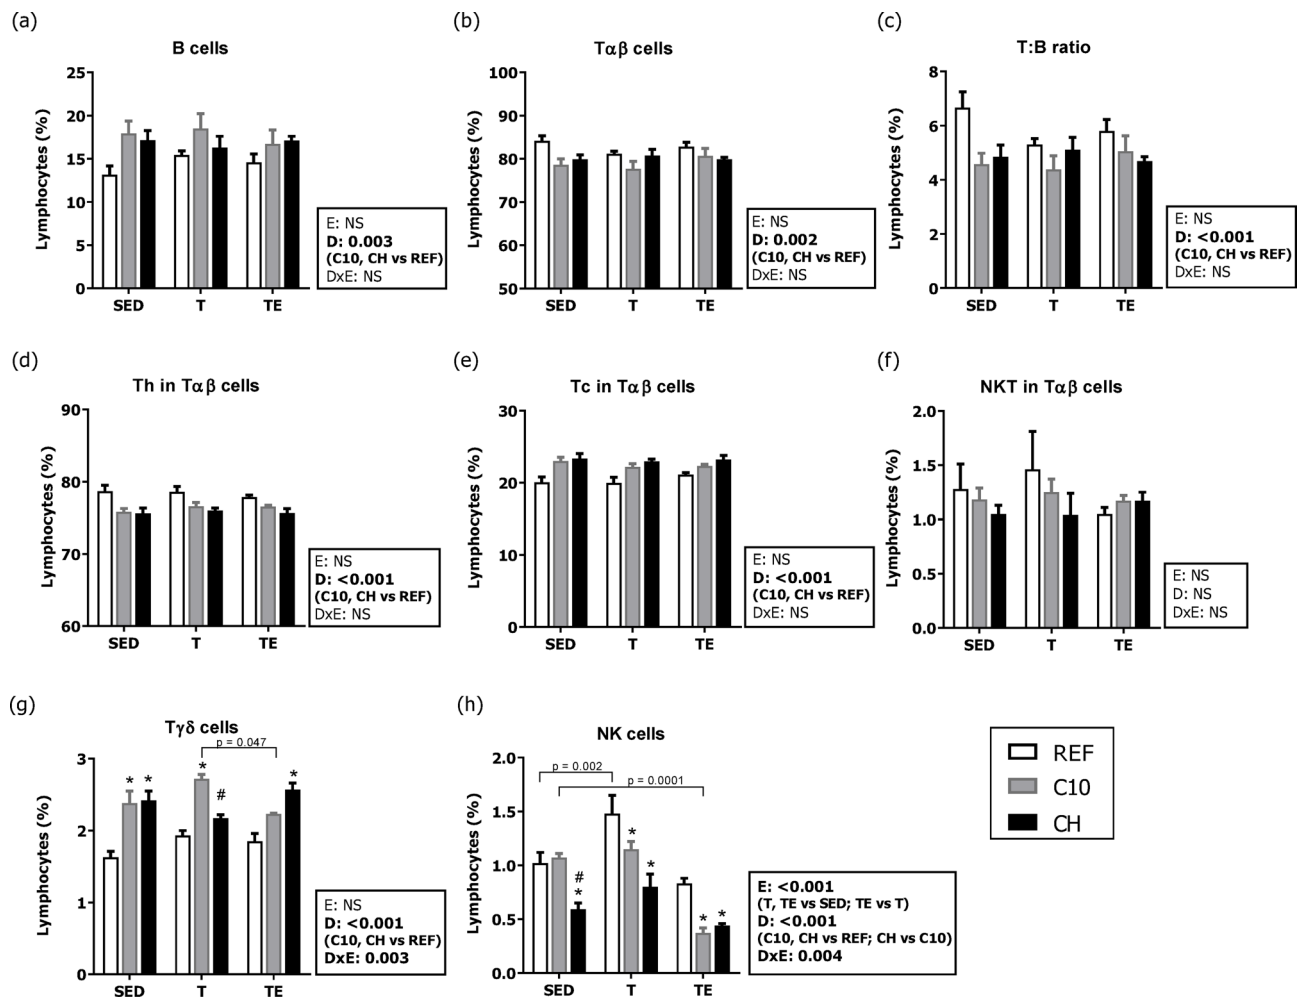 (a)
B cells
Lymphocytes (%)
25
20
15
10
5
0
SED T TE
E: NS
D: 0.003
(C10, CH vs REF)
DxE: NS
(b)
Tαβ cells
Lymphocytes (%)
100
90
80
70
60
50
SED T TE
E: NS
D: 0.002
(C10, CH vs REF)
DxE: NS
(c)
T:B ratio
Lymphocytes (%)
8
6
4
2
0
SED T TE
E: NS
D: <0.001
(C10, CH vs REF)
DxE: NS
(d)
Th in Tαβ cells
Lymphocytes (%)
90
80
70
60
SED T TE
E: NS
D: <0.001
(C10, CH vs REF)
DxE: NS
(e)
Tc in Tαβ cells
Lymphocytes (%)
30
20
10
0
SED T TE
E: NS
D: <0.001
(C10, CH vs REF)
DxE: NS
(f)
NKT in Tαβ cells
Lymphocytes (%)
2.0
1.5
1.0
0.5
0.0
SED T TE
E: NS
D: NS
DxE: NS
(g)
Tγδ cells
p = 0.047
Lymphocytes (%)
3
2
1
0
* * * # *
SED T TE
E: NS
D: <0.001
(C10, CH vs REF)
DxE: 0.003
(h)
NK cells
p = 0.002
p = 0.0001
Lymphocytes (%)
2.0
1.5
1.0
0.5
0.0
#
* * * * *
SED T TE
E: <0.001
(T, TE vs SED; TE vs T)
D: <0.001
(C10, CH vs REF; CH vs C10)
DxE: 0.004
REF
C10
CH